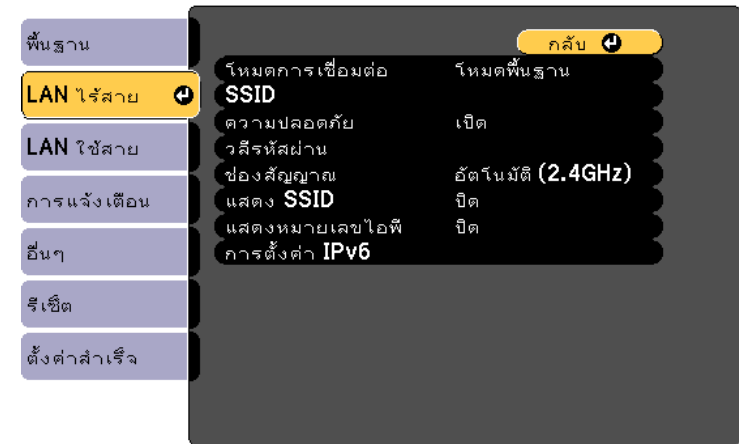 พื้นฐาน
LAN ไร้สาย
LAN ใช้สาย
การแจ้งเตือน
อื่นๆ
รีเซ็ต
ตั้งค่าสำเร็จ
กลับ
โหมดการเชื่อมต่อ โหมดพื้นฐาน
SSID
ความปลอดภัย เปิด
วลีรหัสผ่าน
ช่องสัญญาณ อัตโนมัติ (2.4GHz)
แสดง SSID ปิด
แสดงหมายเลขไอพี ปิด
การตั้งค่า IPv6